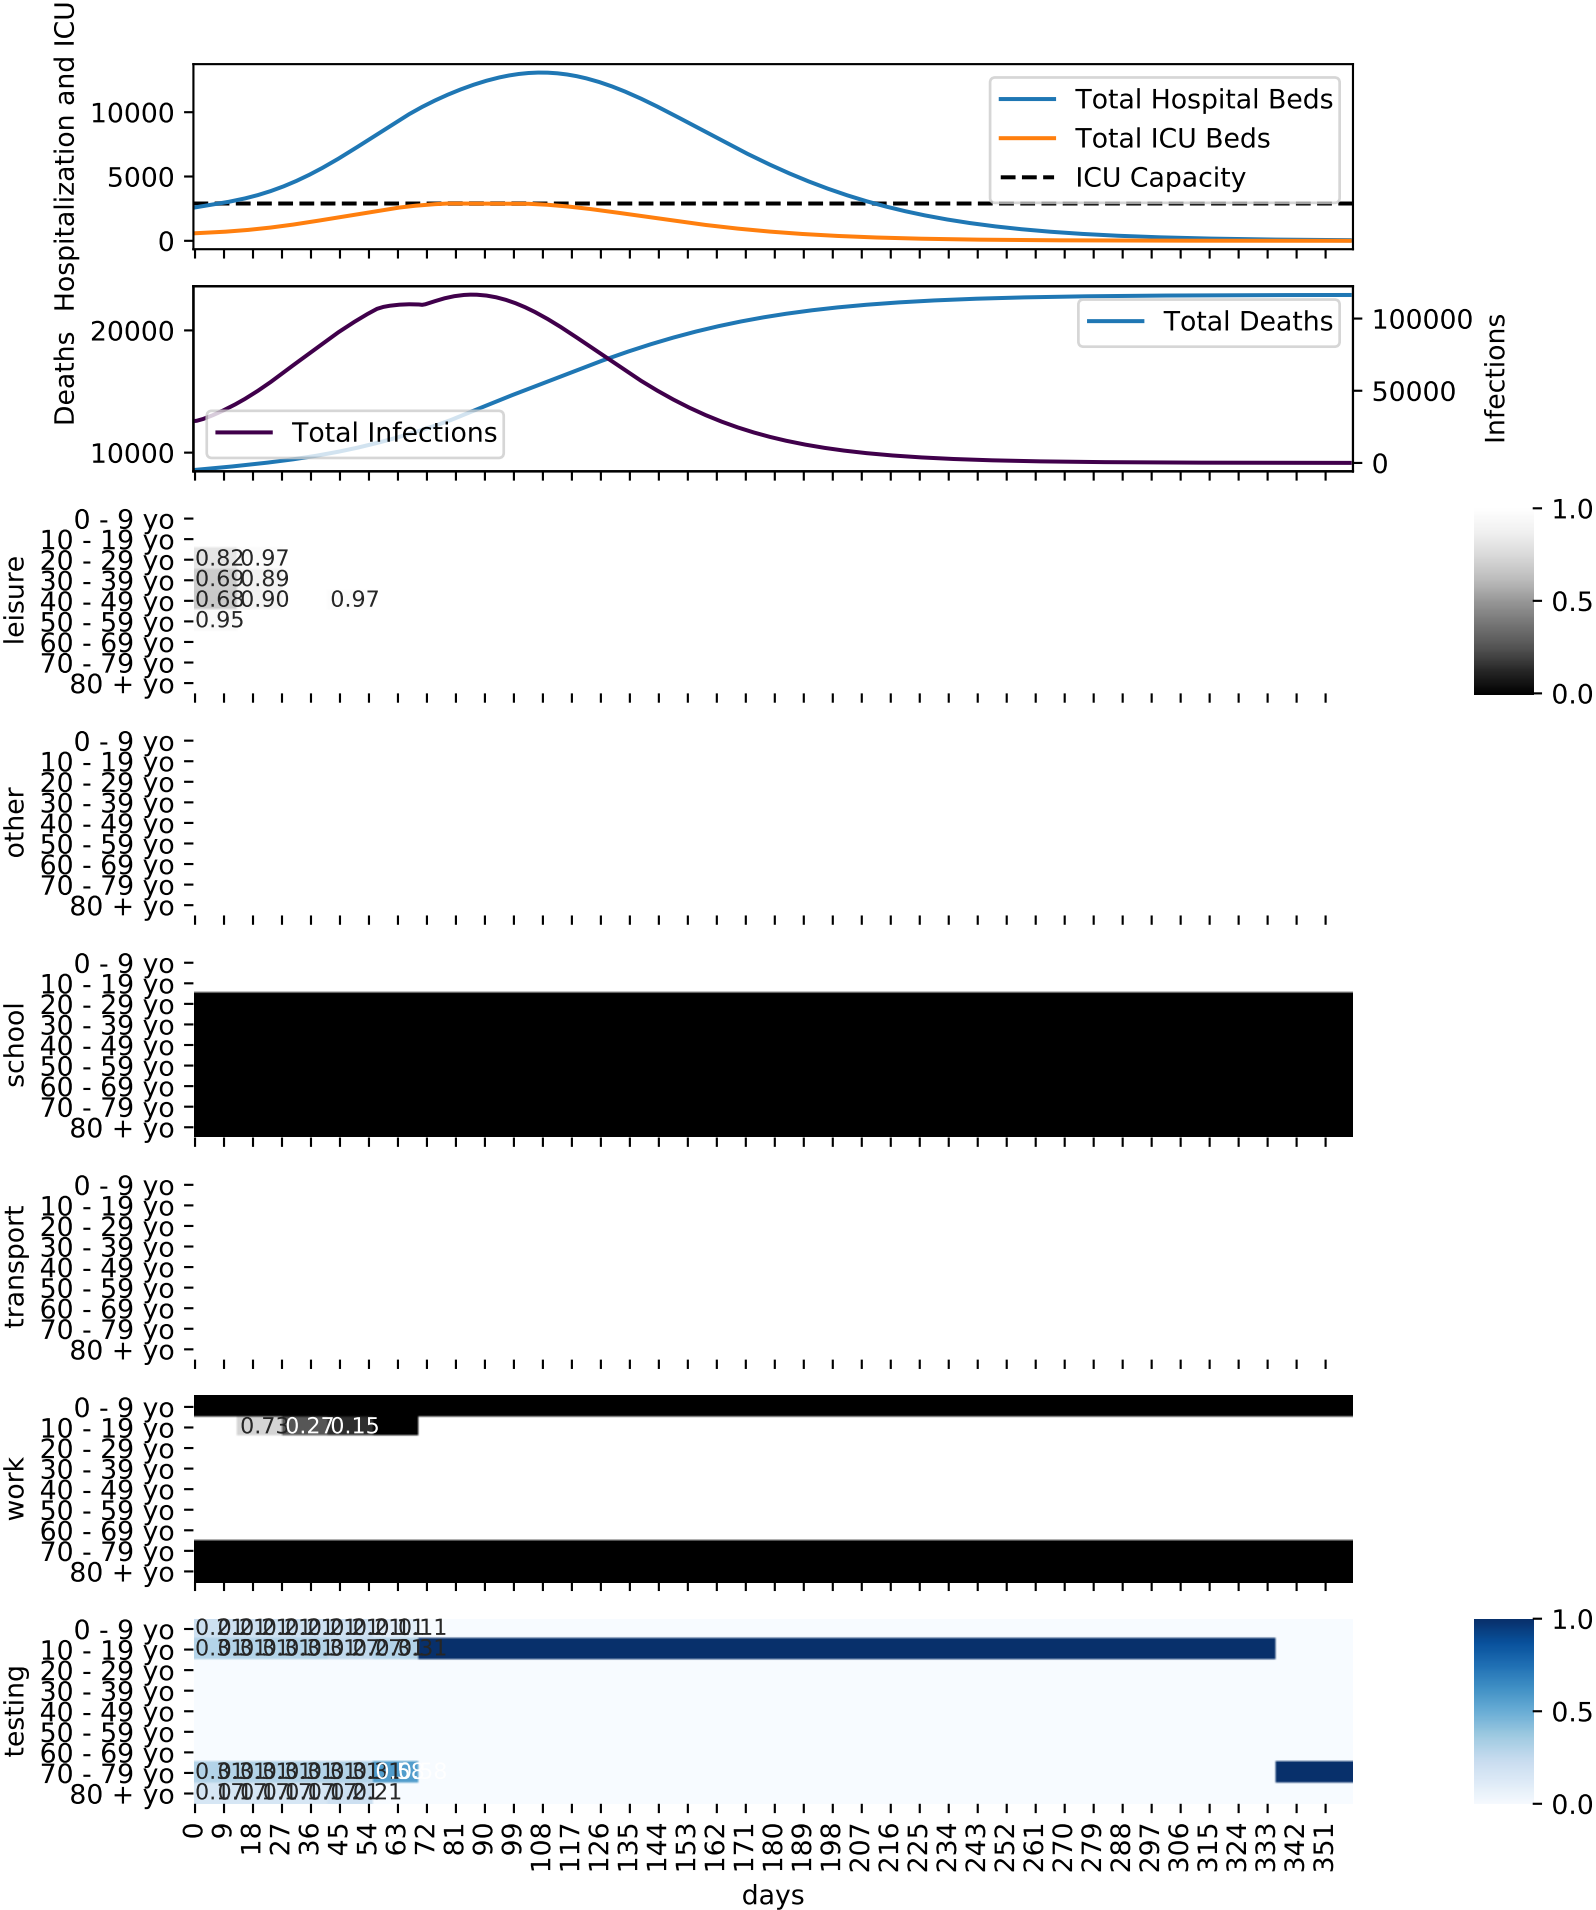 Hospitalization and ICU
10000
5000
0
Total Hospital Beds
Total ICU Beds
ICU Capacity
Deaths
20000
10000
Total Deaths
Total Infections
100000
50000
0
Infections
leisure
0 - 9 yo
10 - 19 yo
20 - 29 yo
30 - 39 yo
40 - 49 yo
50 - 59 yo
60 - 69 yo
70 - 79 yo
80 + yo
0.82 0.97
0.69 0.89
0.68 0.90 0.97
0.95
1.0
0.5
0.0
other
0 - 9 yo
10 - 19 yo
20 - 29 yo
30 - 39 yo
40 - 49 yo
50 - 59 yo
60 - 69 yo
70 - 79 yo
80 + yo
school
0 - 9 yo
10 - 19 yo
20 - 29 yo
30 - 39 yo
40 - 49 yo
50 - 59 yo
60 - 69 yo
70 - 79 yo
80 + yo
transport
0 - 9 yo
10 - 19 yo
20 - 29 yo
30 - 39 yo
40 - 49 yo
50 - 59 yo
60 - 69 yo
70 - 79 yo
80 + yo
work
0 - 9 yo
10 - 19 yo
20 - 29 yo
30 - 39 yo
40 - 49 yo
50 - 59 yo
60 - 69 yo
70 - 79 yo
80 + yo
0.73 0.27 0.15
testing
0 - 9 yo
10 - 19 yo
20 - 29 yo
30 - 39 yo
40 - 49 yo
50 - 59 yo
60 - 69 yo
70 - 79 yo
80 + yo
1.0
0.5
0.0
0 9 18 27 36 45 54 63 72 81 90 99 108 117 126 135 144 153 162 171 180 189 198 207 216 225 234 243 252 261 270 279 288 297 306 315 324 333 342 351
days